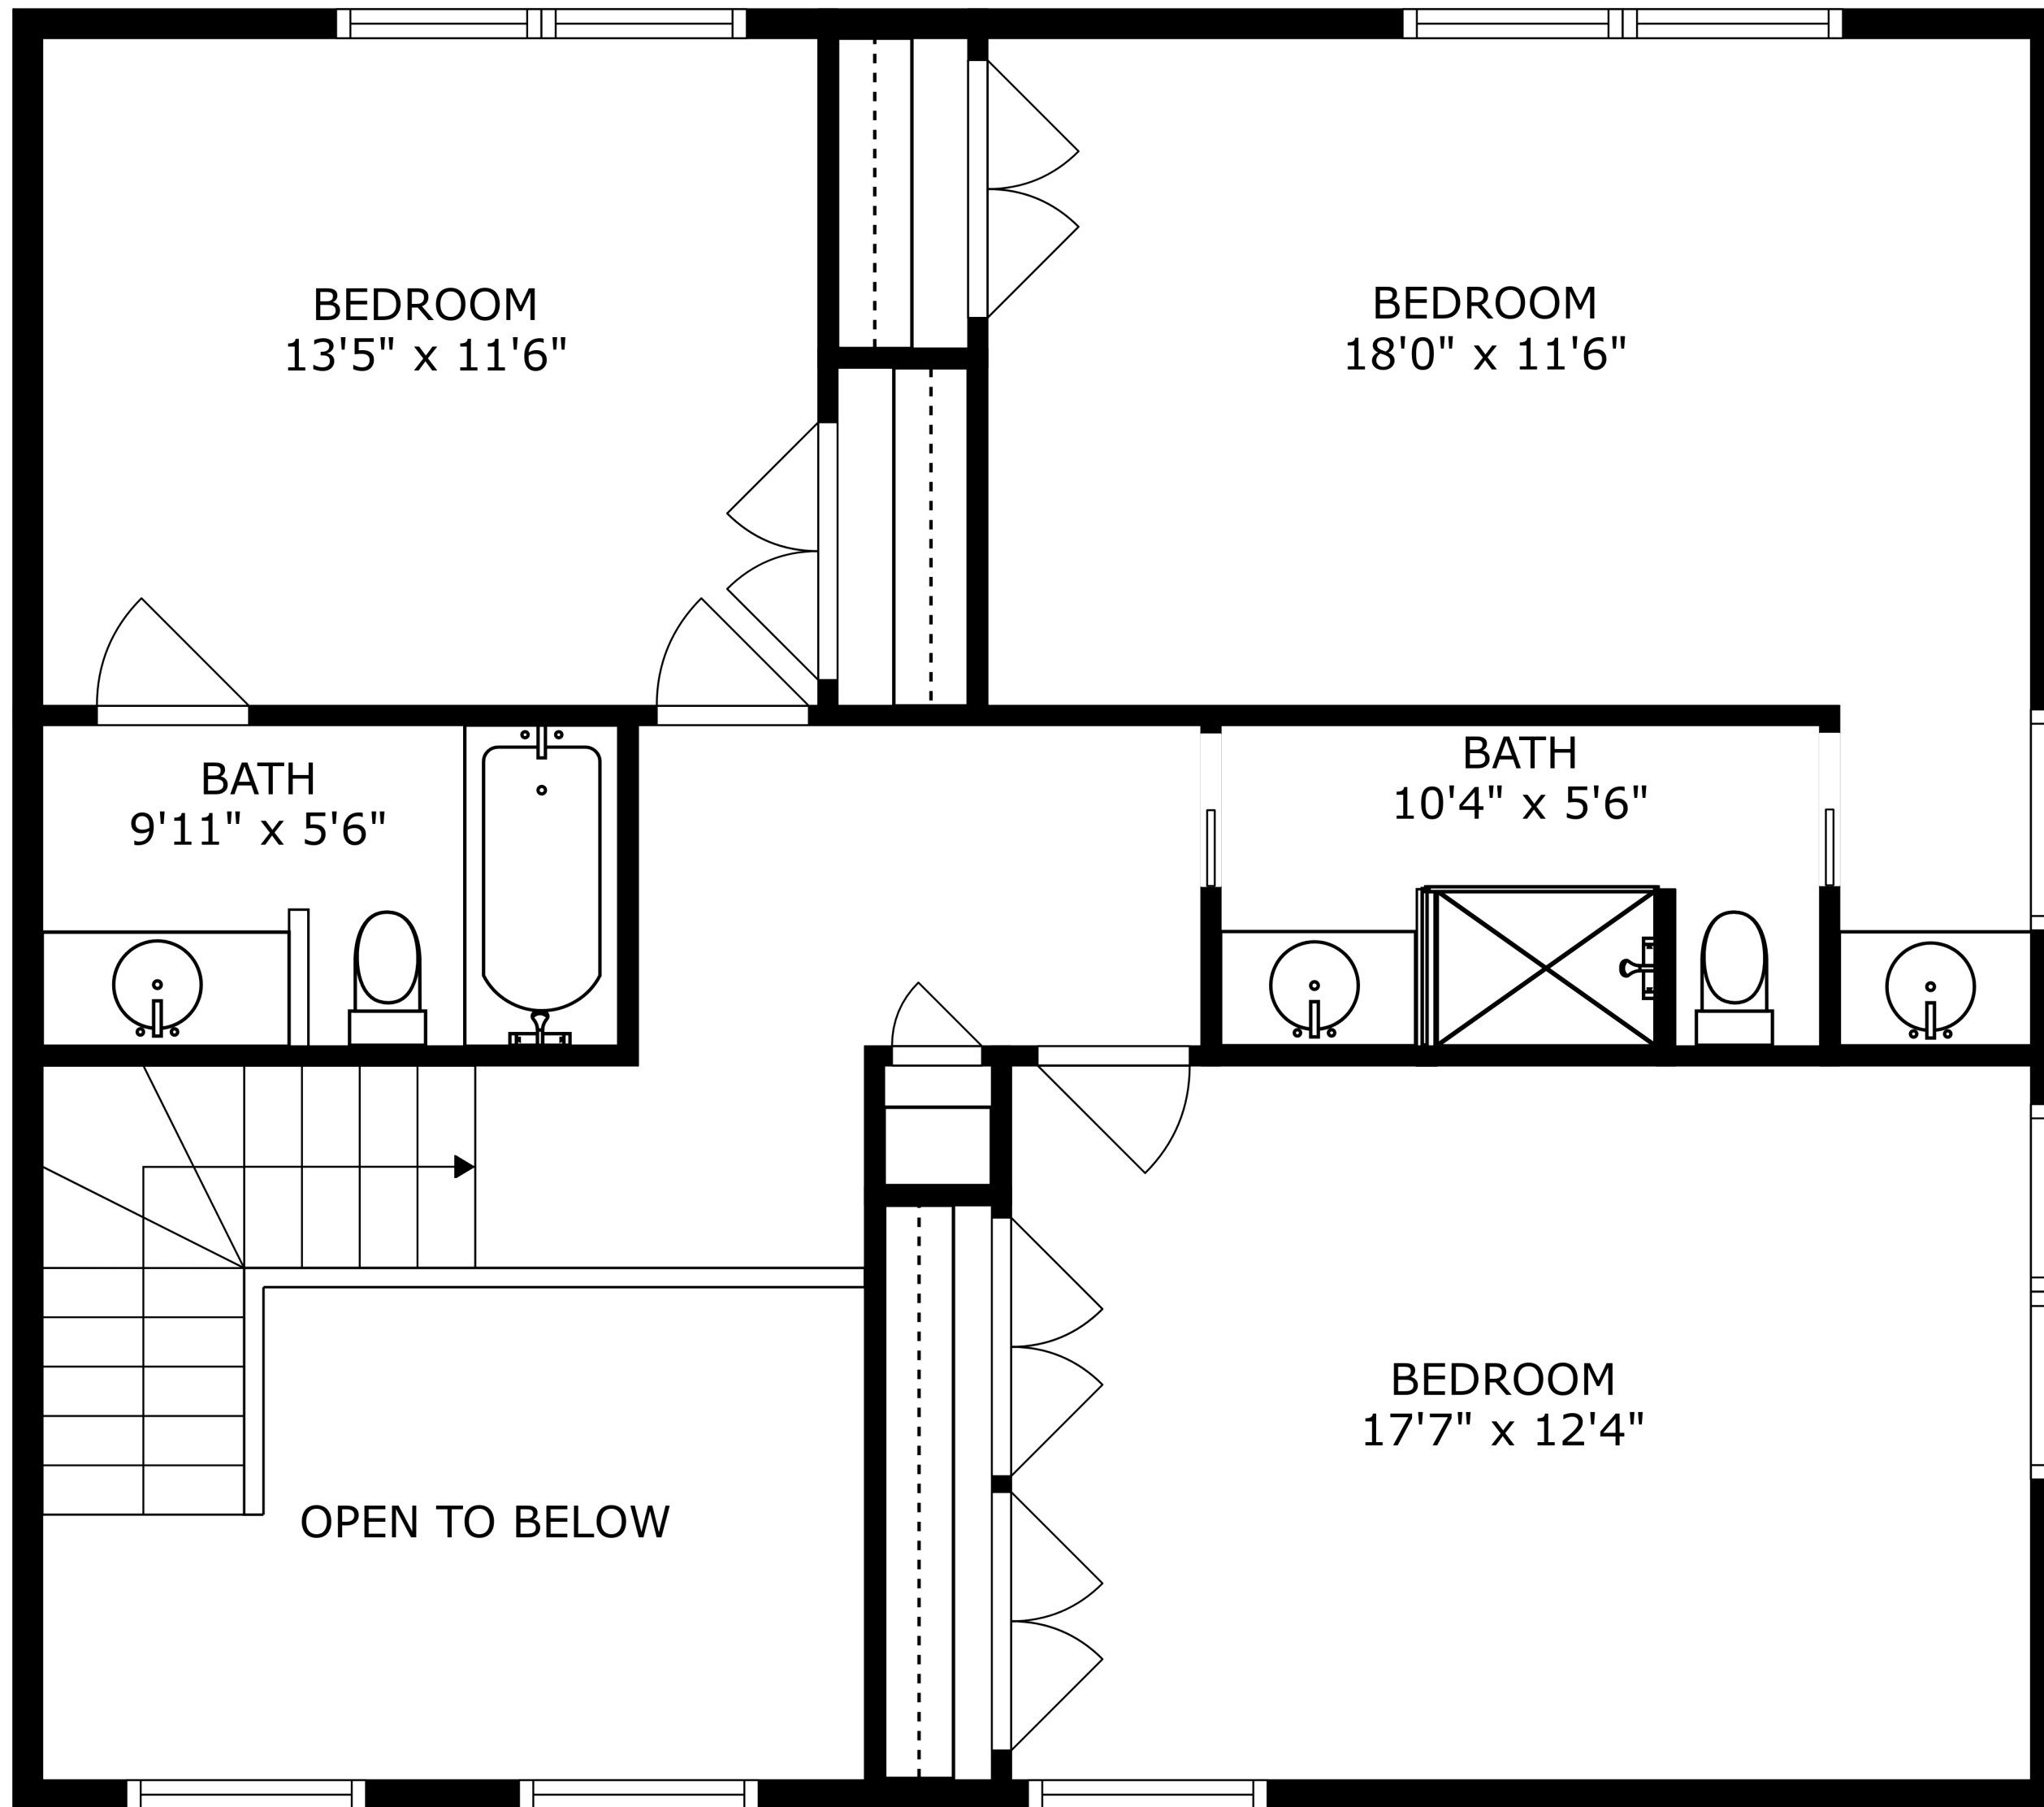 BEDROOM
13'5" x 11'6"
BEDROOM
18'0" x 11'6"
BATH
9'11" x 5'6"
BATH
10'4" x 5'6"
BEDROOM
17'7" x 12'4"
OPEN TO BELOW